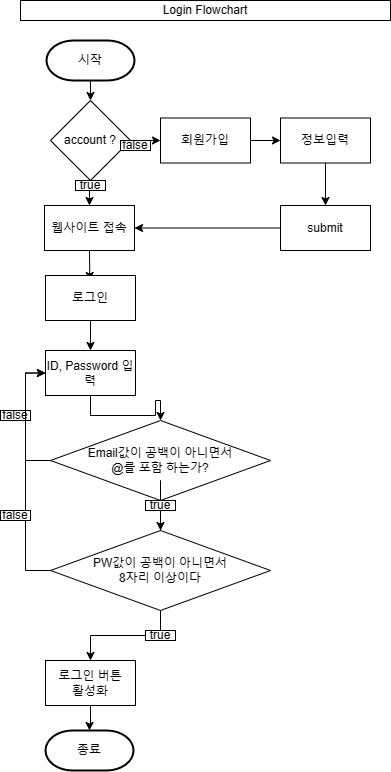 Login Flowchart
시작
account ?
false
회원가입
정보입력
true
웹사이트 접속
submit
로그인
ID, Password 입
력
false
Email값이 공백이 아니면서
@를 포함 하는가?
true
false
PW값이 공백이 아니면서
8자리 이상이다
true
로그인 버튼
활성화
종료